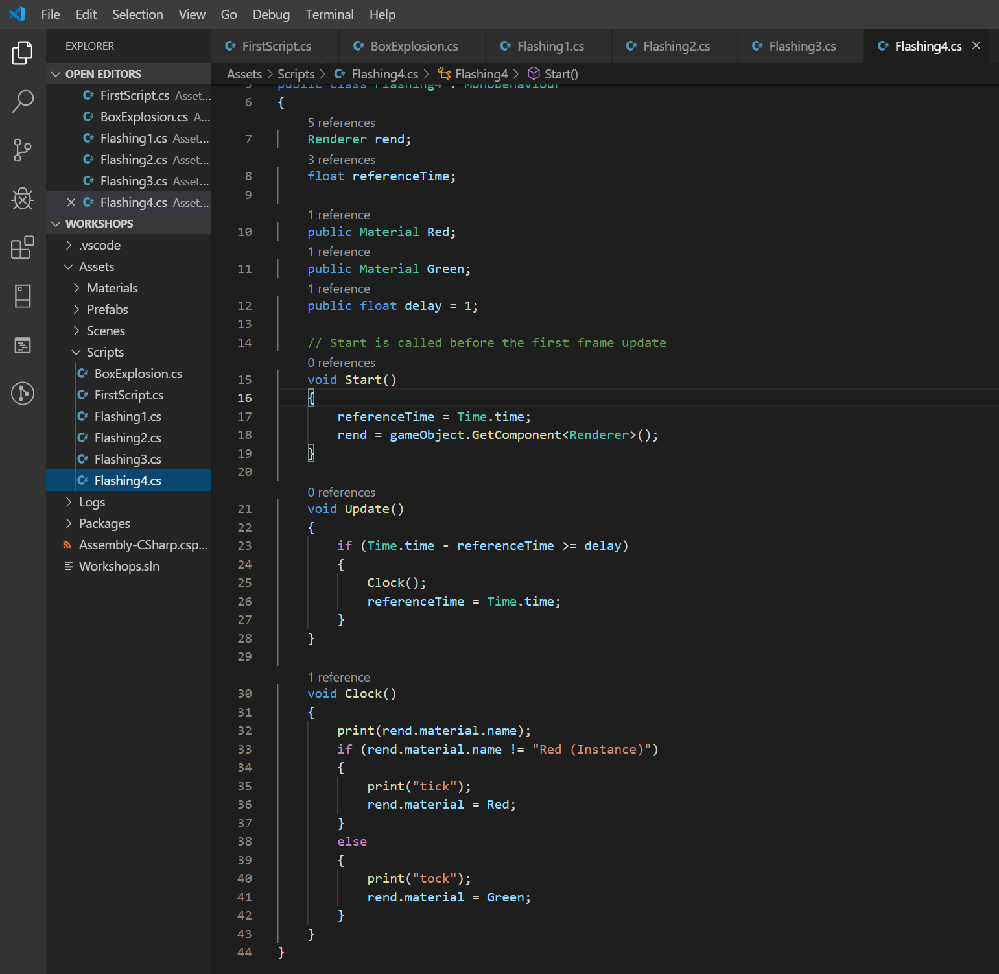 File Edit Selection View Go Debug Terminal Help
EXPLORER
OPEN EDITORS
FirstScript.cs Asset...
BoxExplosion.cs A...
Flashing1.cs Asset...
Flashing2.cs Asset...
Flashing3.cs Asset...
Flashing4.cs Asset...
WORKSHOPS
.vscode
Assets
Materials
Prefabs
Scenes
Scripts
BoxExplosion.cs
FirstScript.cs
Flashing1.cs
Flashing2.cs
Flashing3.cs
Flashing4.cs
Logs
Packages
Assembly-CSharp.csp...
Workshops.sln
FirstScript.cs BoxExplosion.cs Flashing1.cs Flashing2.cs Flashing3.cs Flashing4.cs
Assets > Scripts > Flashing4.cs > Flashing4 > Start()
5 public class Flashing4 : MonoBehaviour
6 {
5 references
7 Renderer rend;
3 references
8 float referenceTime;
9
1 reference
10 public Material Red;
1 reference
11 public Material Green;
1 reference
12 public float delay = 1;
13
14 // Start is called before the first frame update
0 references
15 void Start()
16 {
17 referenceTime = Time.time;
18 rend = gameObject.GetComponent<Renderer>();
19 }
20
0 references
21 void Update()
22 {
23 if (Time.time - referenceTime >= delay)
24 {
25 Clock();
26 referenceTime = Time.time;
27 }
28 }
29
1 reference
30 void Clock()
31 {
32 print(rend.material.name);
33 if (rend.material.name != "Red (Instance)")
34 {
35 print("tick");
36 rend.material = Red;
37 }
38 else
39 {
40 print("tock");
41 rend.material = Green;
42 }
43 }
44 }